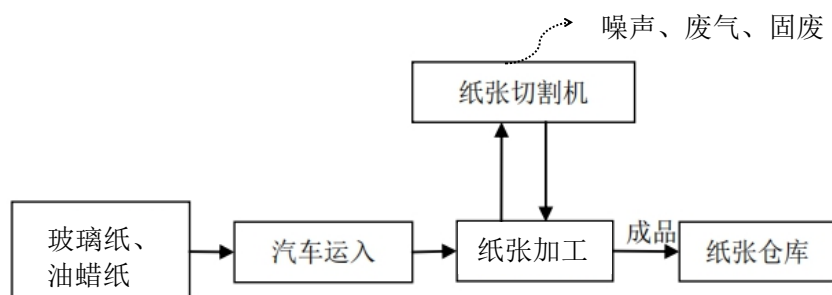 噪声、废气、固废
纸张切割机
玻璃纸、
油蜡纸
汽车运入
纸张加工
成品
纸张仓库